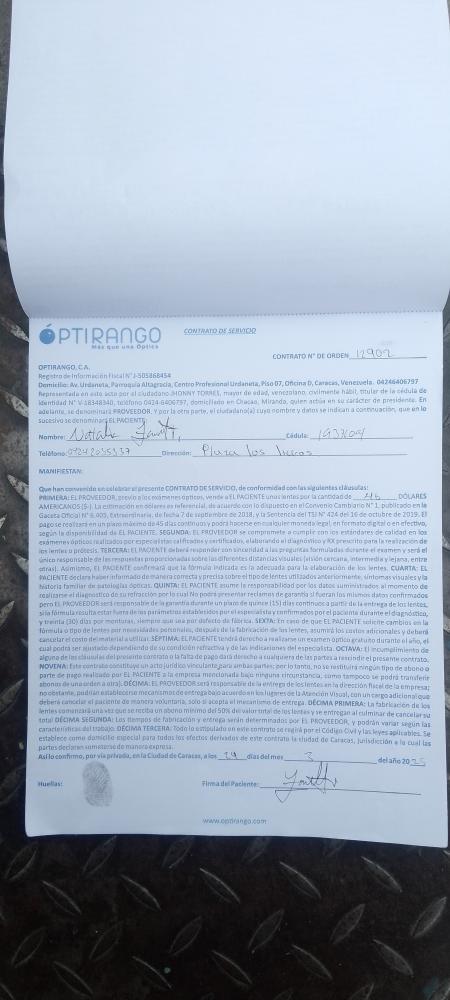 ÓPTIRANGO
Más que una Óptica
CONTRATO DE SERVICIO
CONTRATO N° DE ORDEN 12902
OPTIRANGO, C.A.
Registro de Información Fiscal N° J-505868454
Domicilio: Av. Urdaneta, Parroquia Altagracia, Centro Profesional Urdaneta, Piso 07, Oficina D, Caracas, Venezuela. 04246406797
Representada en este acto por el ciudadano JHONNY TORRES, mayor de edad, venezolano, civilmente hábil, titular de la cédula de
identidad N° V-18348340, teléfono 0424-6406797, domiciliado en Chacao, Miranda, quien actúa en su carácter de presidente. En
adelante, se denominará PROVEEDOR. Y por la otra parte, el ciudadano(a) cuyo nombre y datos se indican a continuación, que en lo
sucesivo se denominará EL PACIENTE:
Nombre: Cédula:
Teléfono: Dirección: Plaza los
MANIFIESTAN:
Que han convenido en celebrar el presente CONTRATO DE SERVICIO, de conformidad con las siguientes cláusulas:
PRIMERA: EL PROVEEDOR, previo a los exámenes ópticos, vende a EL PACIENTE unos lentes por la cantidad de 45 DÓLARES
AMERICANOS ($-). La estimación en dólares es referencial, de acuerdo con lo dispuesto en el Convenio Cambiario N° 1, publicado en la
Gaceta Oficial N° 6.405, Extraordinaria, de fecha 7 de septiembre de 2018, y la Sentencia del TSJ N° 424 del 16 de octubre de 2019. El
pago se realizará en un plazo máximo de 45 días continuos y podrá hacerse en cualquier moneda legal, en formato digital o en efectivo,
según la disponibilidad de EL PACIENTE. SEGUNDA: EL PROVEEDOR se compromete a cumplir con los estándares de calidad en los
exámenes ópticos realizados por especialistas calificados y certificados, elaborando el diagnóstico y RX prescrito para la realización de
los lentes o prótesis. TERCERA: EL PACIENTE deberá responder con sinceridad a las preguntas formuladas durante el examen y será el
único responsable de las respuestas proporcionadas sobre las diferentes distancias visuales (visión cercana, intermedia y lejana, entre
otras). Asimismo, EL PACIENTE confirmará que la fórmula indicada es la adecuada para la elaboración de los lentes. CUARTA: EL
PACIENTE declara haber informado de manera correcta y precisa sobre el tipo de lentes utilizados anteriormente, síntomas visuales y la
historia familiar de patologías ópticas. QUINTA: EL PACIENTE asume la responsabilidad por los datos suministrados al momento de
realizarse el diagnostico de su refracción por lo cual No podrá presentar reclamos de garantía si fueran los mismos datos confirmados
pero EL PROVEEDOR será responsable de la garantía durante un plazo de quince (15) días continuos a partir de la entrega de los lentes,
si la fórmula resulta estar fuera de los parámetros establecidos por el especialista y confirmados por el paciente durante el diagnóstico,
y treinta (30) días por monturas, siempre que sea por defecto de fábrica. SEXTA: En caso de que EL PACIENTE solicite cambios en la
fórmula o tipo de lentes por necesidades personales, después de la fabricación de los lentes, asumirá los costos adicionales y deberá
cancelar el costo del material a utilizar. SÉPTIMA: EL PACIENTE tendrá derecho a realizarse un examen óptico gratuito durante el año, el
cual podrá ser ajustado dependiendo de su condición refractiva y de las indicaciones del especialista. OCTAVA: El incumplimiento de
alguna de las cláusulas del presente contrato o la falta de pago dará derecho a cualquiera de las partes a rescindir el presente contrato.
NOVENA: Este contrato constituye un acto jurídico vinculante para ambas partes; por lo tanto, no se restituirá ningún tipo de abono o
parte de pago realizado por EL PACIENTE a la empresa mencionada bajo ninguna circunstancia, como tampoco se podrá transferir
abonos de una orden a otra). DÉCIMA: EL PROVEEDOR será responsable de la entrega de los lentes en la dirección fiscal de la empresa;
no obstante, podrían establecerse mecanismos de entrega bajo acuerdo en los lugares de la Atención Visual, con un cargo adicional que
deberá cancelar el paciente de manera voluntaria, solo si acepta el mecanismo de entrega. DÉCIMA PRIMERA: La fabricación de los
lentes comenzará una vez que se reciba un abono mínimo del 50% del valor total de los lentes y se entregan al culminar de cancelar su
total DÉCIMA SEGUNDA: Los tiempos de fabricación y entrega serán determinados por EL PROVEEDOR, y podrán variar según las
características del trabajo. DÉCIMA TERCERA: Todo lo estipulado en este contrato se regirá por el Código Civil y las leyes aplicables. Se
establece como domicilio especial para todos los efectos derivados de este contrato la ciudad de Caracas, jurisdicción a la cual las
partes declaran someterse de manera expresa.
Así lo confirmo, por vía privada, en la Ciudad de Caracas, a los 24 días del mes 3 del año 2025
Huellas: Firma del Paciente:
www.optirango.com